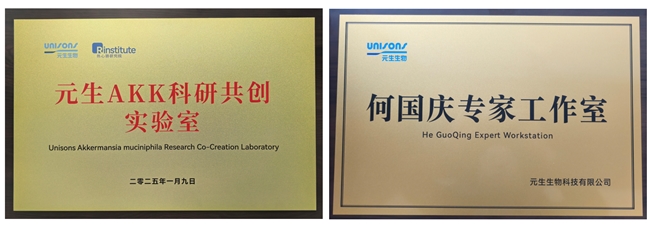 UNISONS
元生生物
Rinstitute
元生AKK科研共创
实验室
Unisons Akkermansia muciniphila Research Co-Creation Laboratory
二零二五年一月九日
UNISONS
元生生物
何国庆专家工作室
He GuoQing Expert Workstation
元生生物科技有限公司